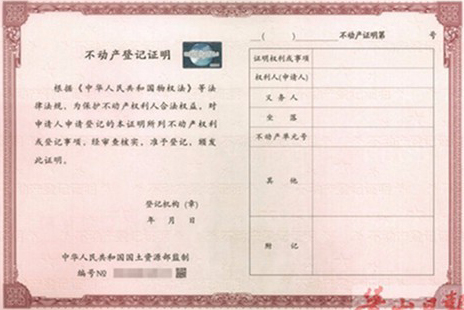 不动产登记证明
根据《中华人民共和国物权法》等法
律法规，为保护不动产权利人合法权益，对
申请人申请登记的本证明所列不动产权利
或登记事项，经审查核实，准予登记，颁发
此证明。
登记机构（章）
年 月 日
中华人民共和国国土资源部监制
编号№
（ ） 不动产证明第 号
证明权利或事项
权利人(申请人)
义务人
坐落
不动产单元号
其他
附记